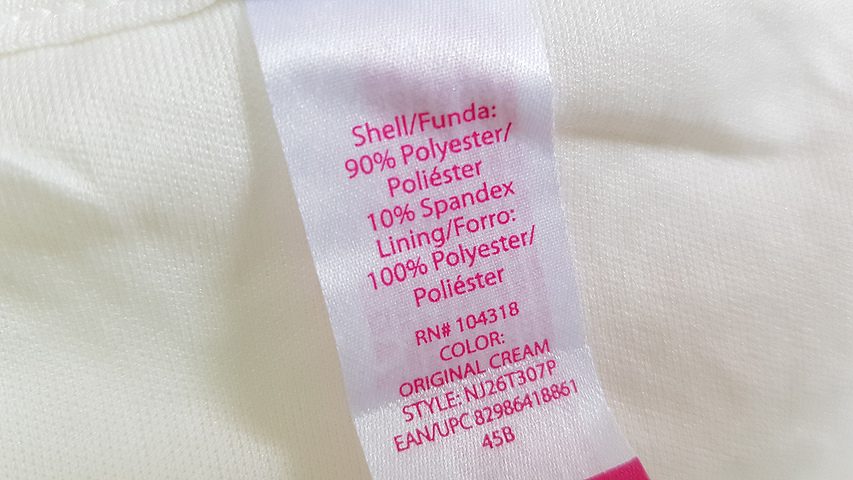 Shell/Funda:
90% Polyester/
Poliéster
10% Spandex
Lining/Forro:
100% Polyester/
Poliéster
RN# 104318
COLOR:
ORIGINAL CREAM
STYLE: NJ26T307P
EAN/UPC 82986418861
45B